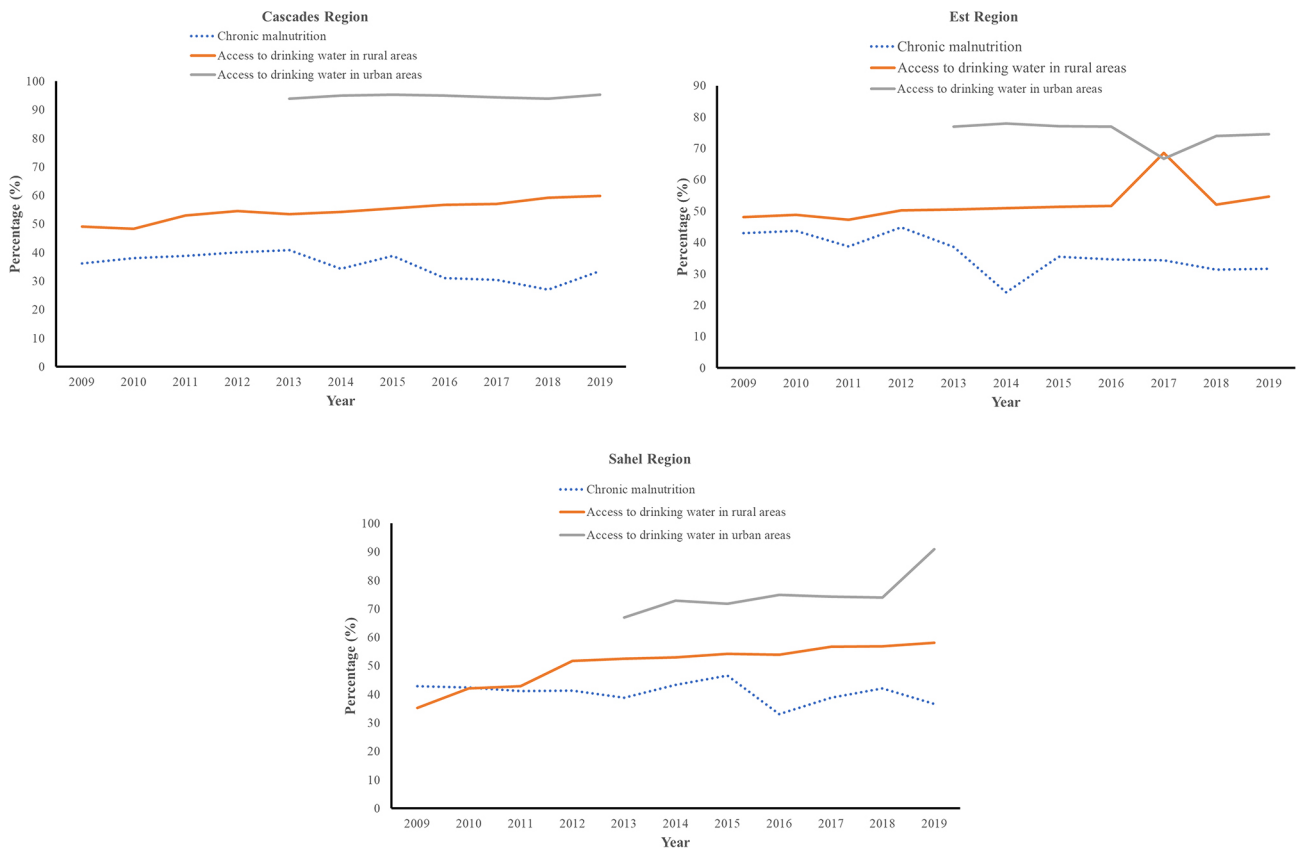 Cascades Region
Chronic malnutrition
Access to drinking water in rural areas
Access to drinking water in urban areas
100
90
80
70
60
50
40
30
20
10
0
Percentage (%)
2009 2010 2011 2012 2013 2014 2015 2016 2017 2018 2019
Year
Est Region
Chronic malnutrition
Access to drinking water in rural areas
Access to drinking water in urban areas
90
80
70
60
50
40
30
20
10
0
Percentage (%)
2009 2010 2011 2012 2013 2014 2015 2016 2017 2018 2019
Year
Sahel Region
Chronic malnutrition
Access to drinking water in rural areas
Access to drinking water in urban areas
100
90
80
70
60
50
40
30
20
10
0
Percentage (%)
2009 2010 2011 2012 2013 2014 2015 2016 2017 2018 2019
Year